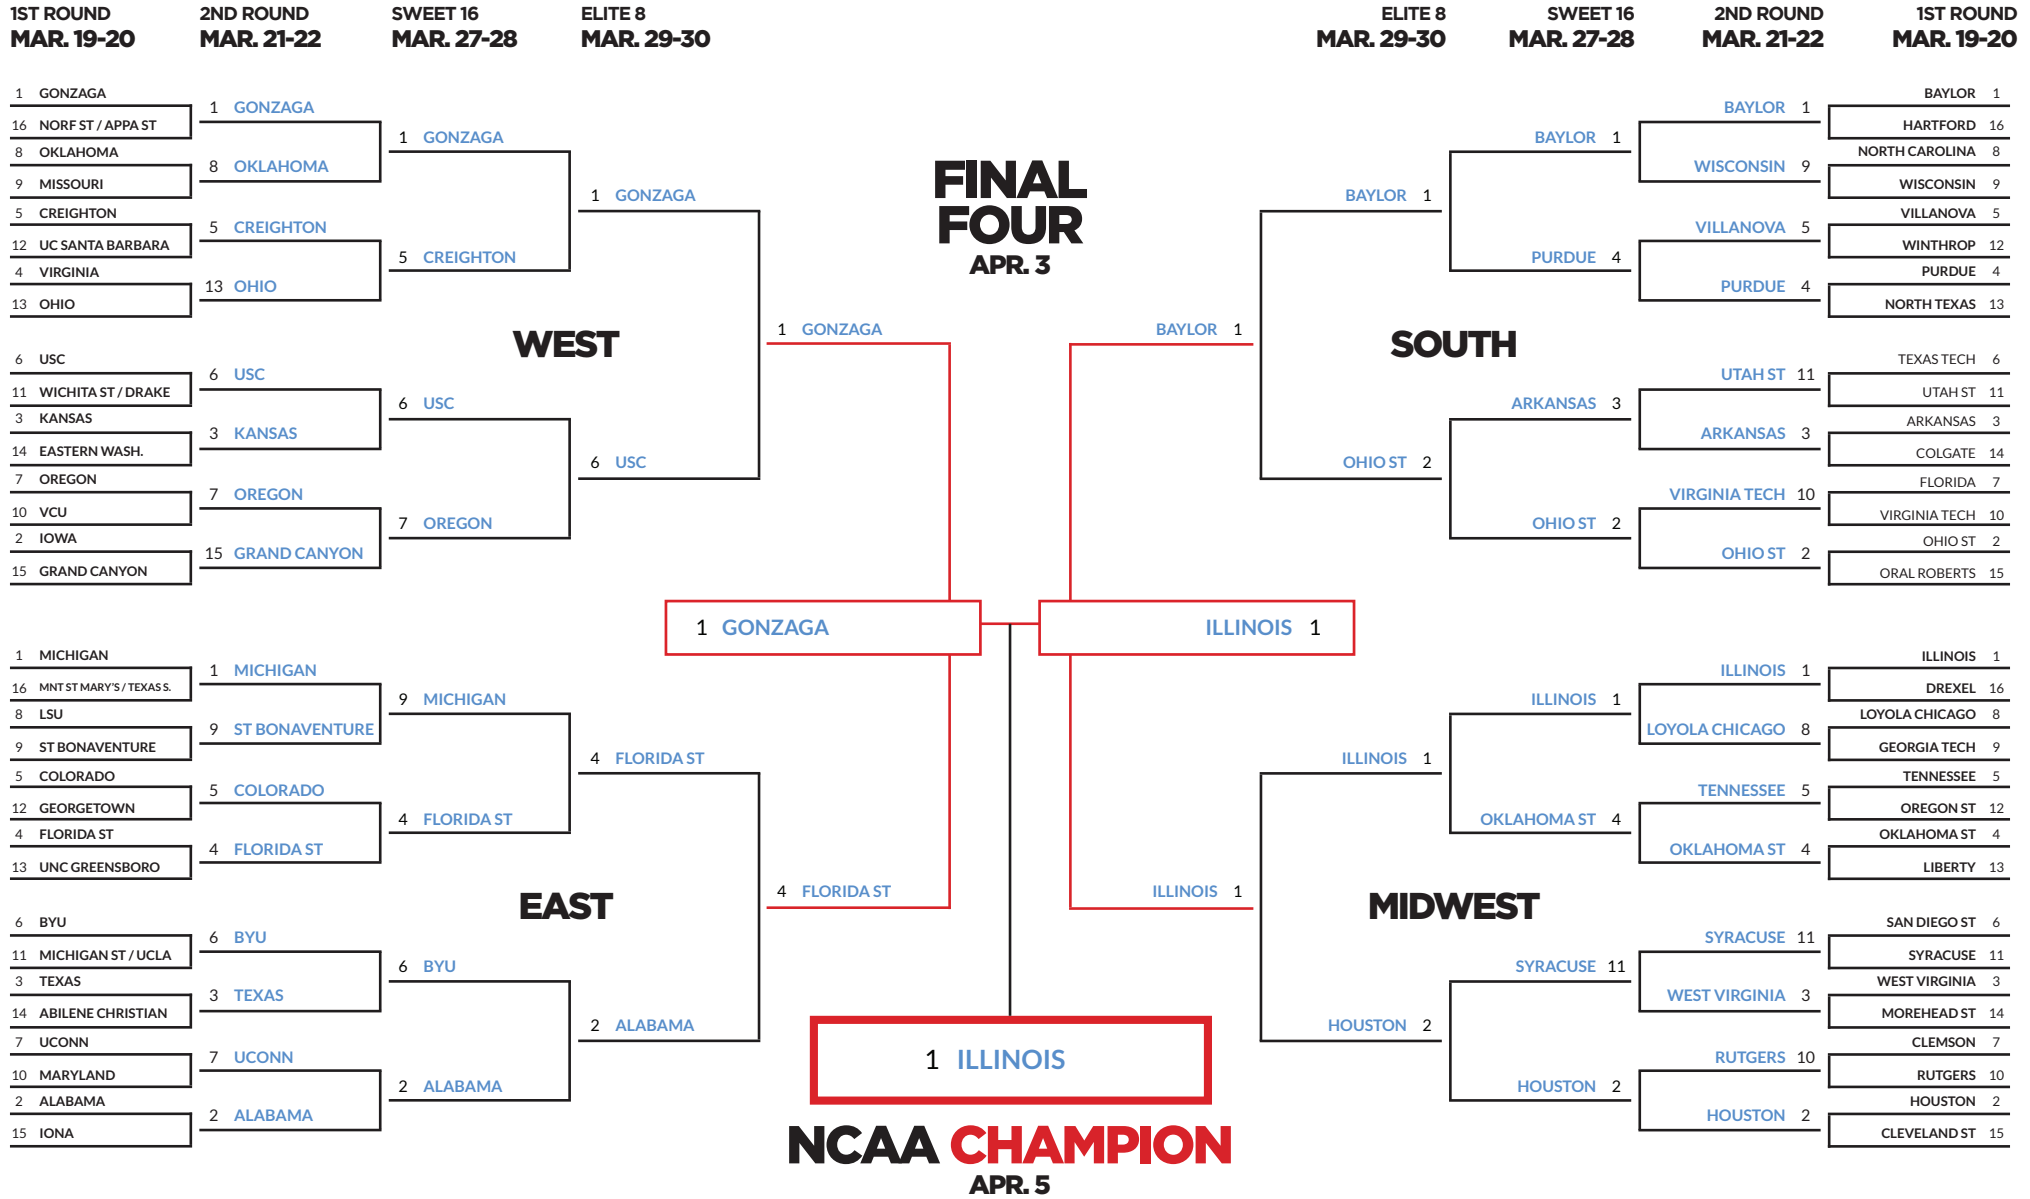 1ST ROUND
MAR. 19-20
2ND ROUND
MAR. 21-22
SWEET 16
MAR. 27-28
ELITE 8
MAR. 29-30
ELITE 8
MAR. 29-30
SWEET 16
MAR. 27-28
2ND ROUND
MAR. 21-22
1ST ROUND
MAR. 19-20
1 GONZAGA
16 NORF ST / APPA ST
8 OKLAHOMA
9 MISSOURI
5 CREIGHTON
12 UC SANTA BARBARA
4 VIRGINIA
13 OHIO
6 USC
11 WICHITA ST / DRAKE
3 KANSAS
14 EASTERN WASH.
7 OREGON
10 VCU
2 IOWA
15 GRAND CANYON
1 GONZAGA
8 OKLAHOMA
5 CREIGHTON
13 OHIO
6 USC
3 KANSAS
7 OREGON
15 GRAND CANYON
1 GONZAGA
5 CREIGHTON
6 USC
7 OREGON
1 GONZAGA
6 USC
WEST
1 GONZAGA
1 MICHIGAN
16 MNT ST MARY'S / TEXAS S.
8 LSU
9 ST BONAVENTURE
5 COLORADO
12 GEORGETOWN
4 FLORIDA ST
13 UNC GREENSBORO
6 BYU
11 MICHIGAN ST / UCLA
3 TEXAS
14 ABILENE CHRISTIAN
7 UCONN
10 MARYLAND
2 ALABAMA
15 IONA
1 MICHIGAN
9 ST BONAVENTURE
5 COLORADO
4 FLORIDA ST
6 BYU
3 TEXAS
7 UCONN
2 ALABAMA
9 MICHIGAN
4 FLORIDA ST
6 BYU
2 ALABAMA
4 FLORIDA ST
2 ALABAMA
EAST
4 FLORIDA ST
FINAL
FOUR
APR. 3
1 GONZAGA
ILLINOIS 1
1 ILLINOIS
NCAA CHAMPION
APR. 5
BAYLOR 1
SOUTH
BAYLOR 1
OHIO ST 2
BAYLOR 1
PURDUE 4
ARKANSAS 3
OHIO ST 2
BAYLOR 1
WISCONSIN 9
VILLANOVA 5
PURDUE 4
UTAH ST 11
ARKANSAS 3
VIRGINIA TECH 10
OHIO ST 2
BAYLOR 1
HARTFORD 16
NORTH CAROLINA 8
WISCONSIN 9
VILLANOVA 5
WINTHROP 12
PURDUE 4
NORTH TEXAS 13
TEXAS TECH 6
UTAH ST 11
ARKANSAS 3
COLGATE 14
FLORIDA 7
VIRGINIA TECH 10
OHIO ST 2
ORAL ROBERTS 15
ILLINOIS 1
MIDWEST
ILLINOIS 1
HOUSTON 2
ILLINOIS 1
OKLAHOMA ST 4
SYRACUSE 11
HOUSTON 2
ILLINOIS 1
LOYOLA CHICAGO 8
TENNESSEE 5
OKLAHOMA ST 4
SYRACUSE 11
WEST VIRGINIA 3
RUTGERS 10
HOUSTON 2
ILLINOIS 1
DREXEL 16
LOYOLA CHICAGO 8
GEORGIA TECH 9
TENNESSEE 5
OREGON ST 12
OKLAHOMA ST 4
LIBERTY 13
SAN DIEGO ST 6
SYRACUSE 11
WEST VIRGINIA 3
MOREHEAD ST 14
CLEMSON 7
RUTGERS 10
HOUSTON 2
CLEVELAND ST 15